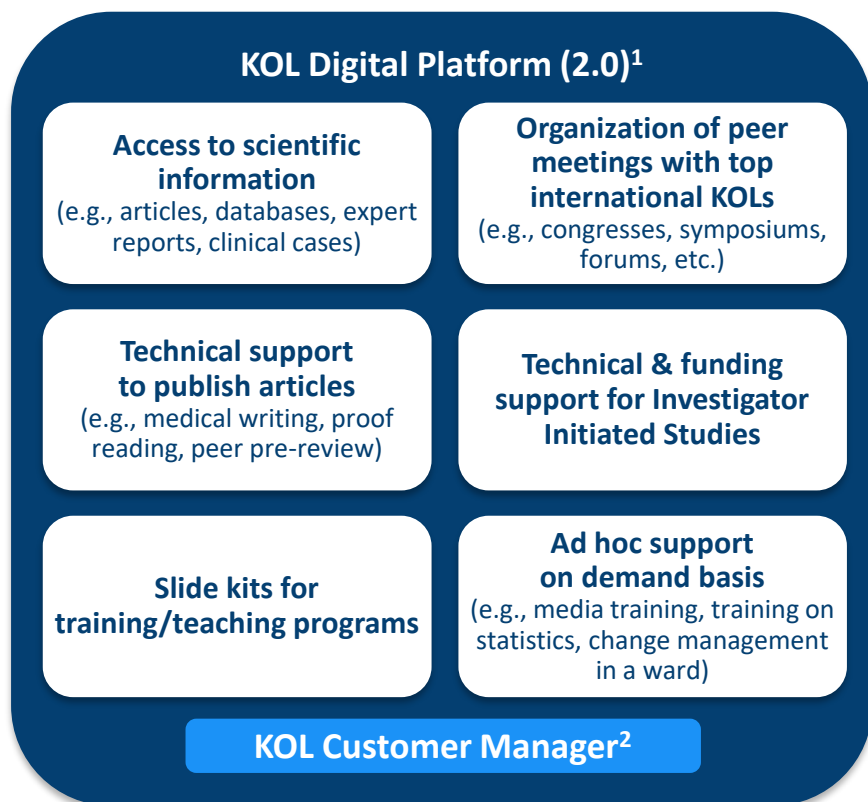 KOL Digital Platform (2.0)¹
Access to scientific
information
(e.g., articles, databases, expert
reports, clinical cases)
Organization of peer
meetings with top
international KOLs
(e.g., congresses, symposiums,
forums, etc.)
Technical support
to publish articles
(e.g., medical writing, proof
reading, peer pre-review)
Technical & funding
support for Investigator
Initiated Studies
Slide kits for
training/teaching programs
Ad hoc support
on demand basis
(e.g., media training, training on
statistics, change management
in a ward)
KOL Customer Manager²